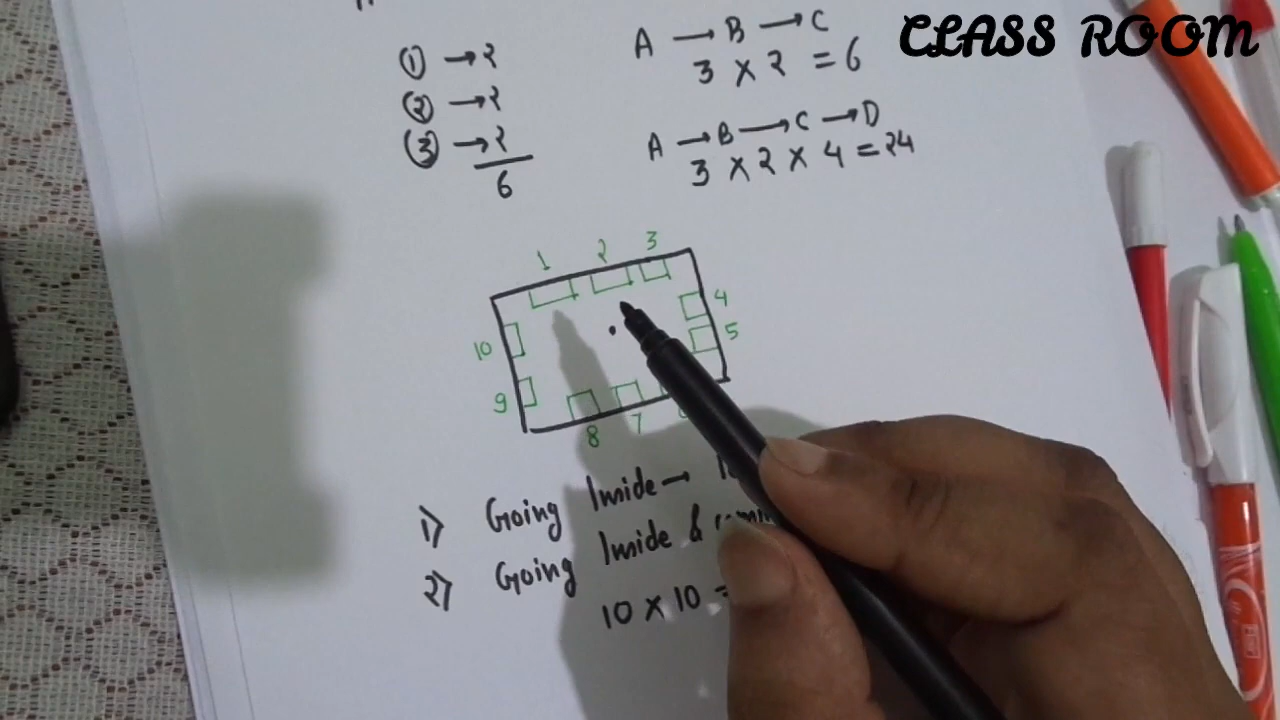 CLASS ROOM
① → 2
② → 2
③ → 2
6
A → B → C
3 × 2 = 6
A → B → C → D
3 × 2 × 4 = 24
1 2 3
4
5
10
9
8 7
1) Going Inside →
2) Going Inside &
10 × 10 =